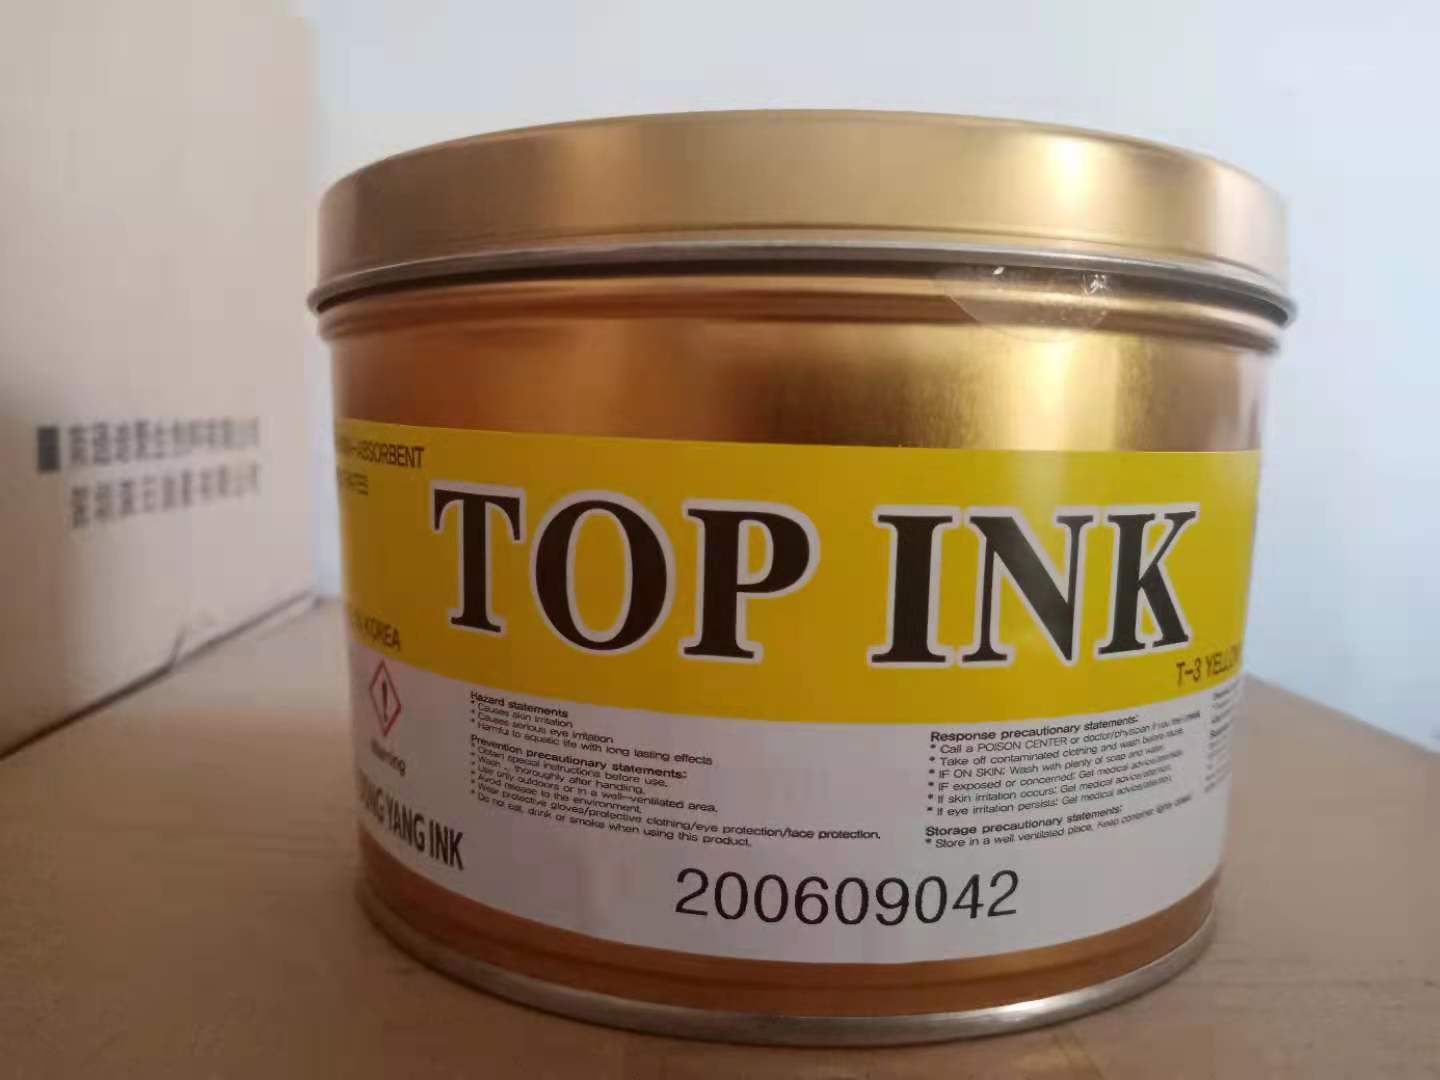 -ABSORBENT
TOP INK
KOREA
T-3 YELLOW
Warning
YANG INK
Hazard statements
* Causes skin irritation
* Causes serious eye irritation
Harmful to aquatic life with long lasting effects
Prevention precautionary statements:
* Obtain special instructions before use.
* Wash ~ thoroughly after handling.
* Use only outdoors or in a well-ventilated area.
* Avoid release to the environment.
* Wear protective gloves/protective clothing/eye protection/face protection.
* Do not eat, drink or smoke when using this product.
Response precautionary statements:
* Call a POISON CENTER or doctor/physcian if you feel
* Take off contaminated clothing and wash before reuse.
* IF ON SKIN: Wash with plenty of soap and water.
* IF exposed or concerned: Get medical advice/attention.
* If skin irritation occurs: Get medical advice/attention.
* If eye irritation persists: Get medical advice/attention.
Storage precautionary statements:
* Store in a well ventilated place. Keep container tightly closed.
200609042